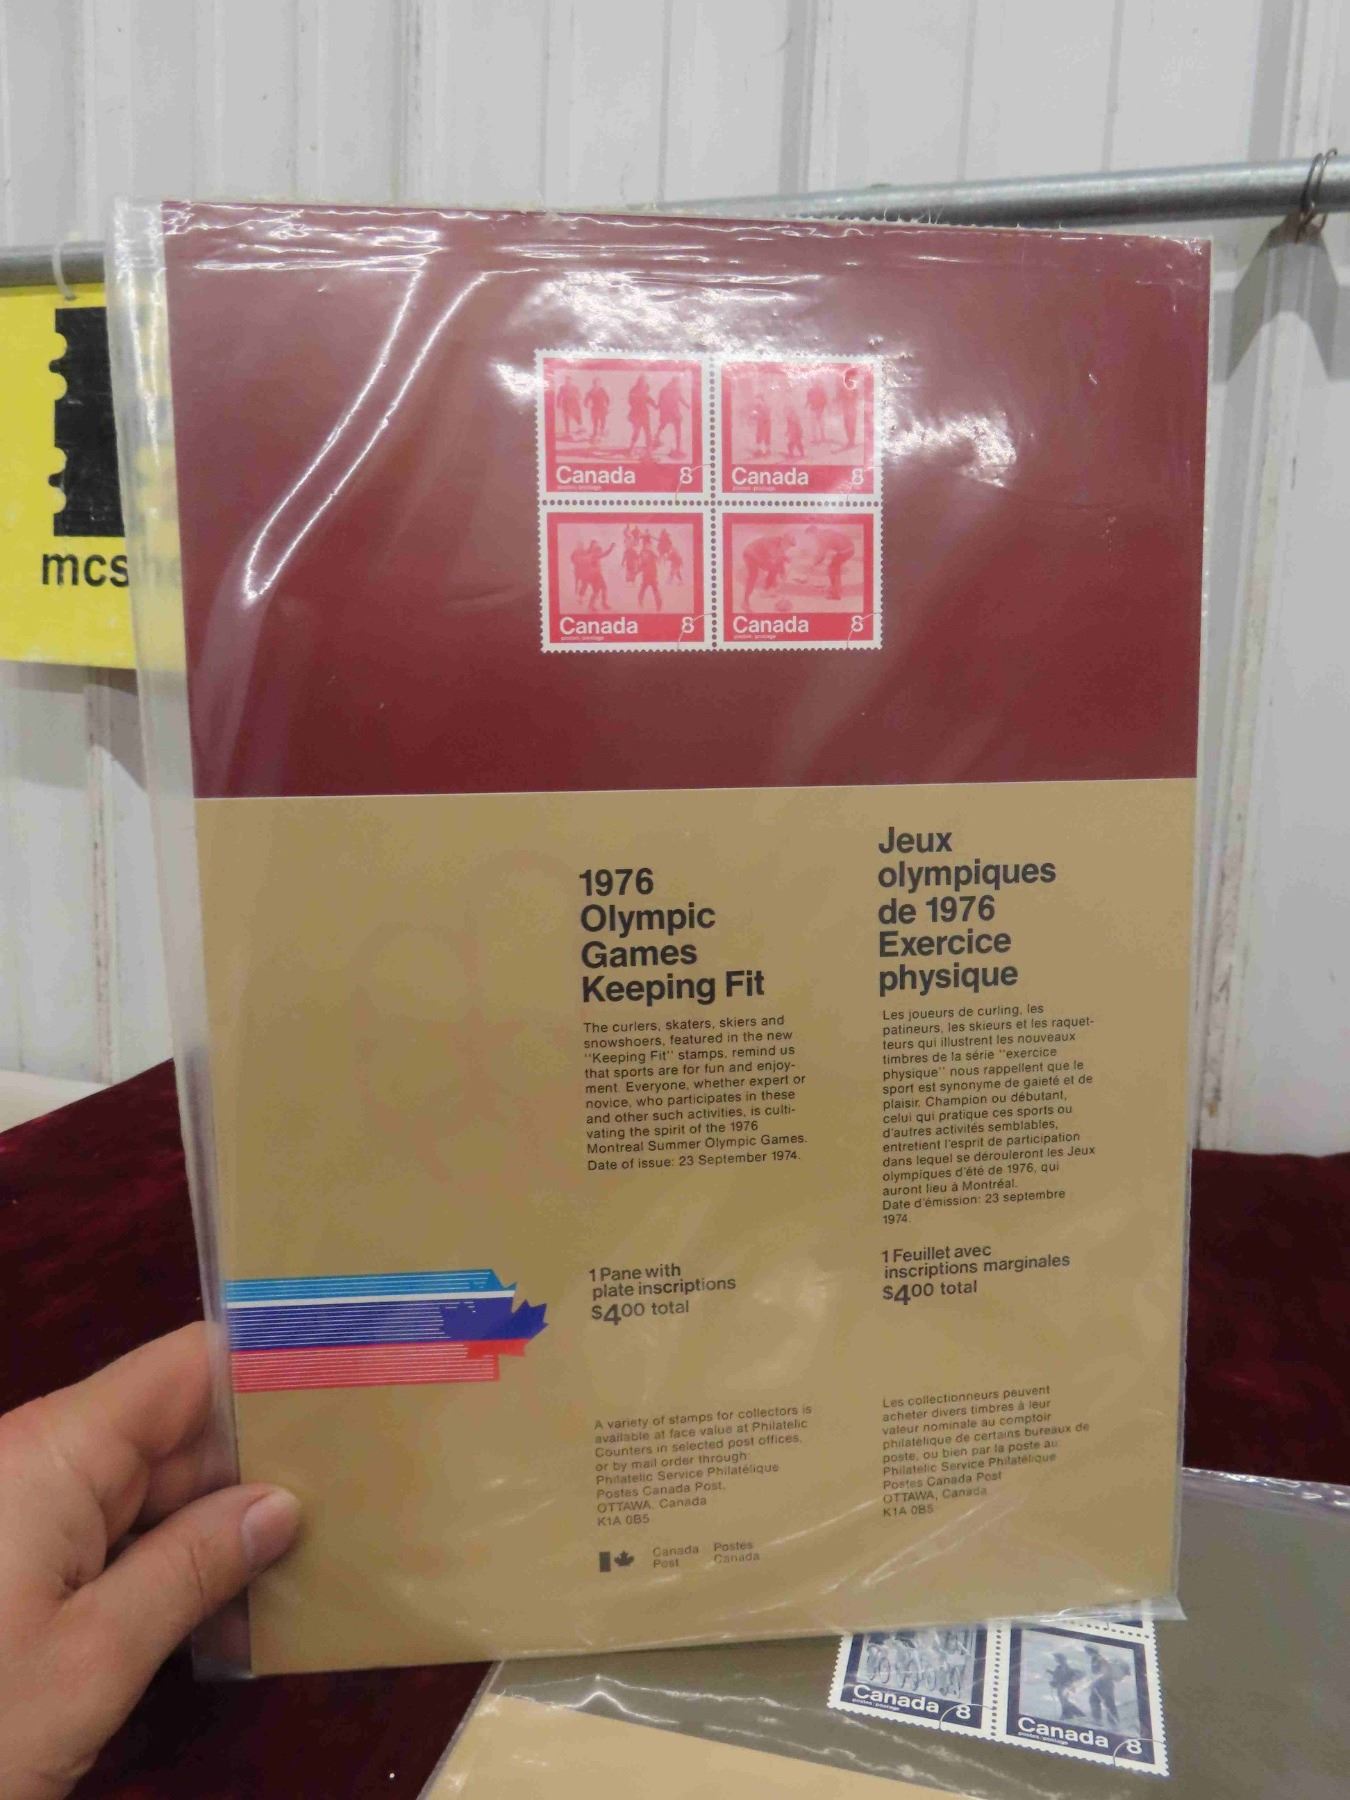 mcs
Canada 8
postes postage
Canada 8
postes postage
Canada 8
postes postage
Canada 8
postes postage
1976
Olympic
Games
Keeping Fit
The curlers, skaters, skiers and
snowshoers, featured in the new
"Keeping Fit" stamps, remind us
that sports are for fun and enjoy-
ment. Everyone, whether expert or
novice, who participates in these
and other such activities, is culti-
vating the spirit of the 1976
Montreal Summer Olympic Games.
Date of issue: 23 September 1974.
1 Pane with
plate inscriptions
$4.00 total
A variety of stamps for collectors is
available at face value at Philatelic
Counters in selected post offices,
or by mail order through:
Philatelic Service Philatélique
Postes Canada Post,
OTTAWA, Canada
K1A 0B5
Canada Postes
Post Canada
Jeux
olympiques
de 1976
Exercice
physique
Les joueurs de curling, les
patineurs, les skieurs et les raquet-
teurs qui illustrent les nouveaux
timbres de la série "exercice
physique" nous rappellent que le
sport est synonyme de gaieté et de
plaisir. Champion ou débutant,
celui qui pratique ces sports ou
d'autres activités semblables,
entretient l'esprit de participation
dans lequel se dérouleront les Jeux
olympiques d'été de 1976, qui
auront lieu à Montréal.
Date d'émission: 23 septembre
1974.
1 Feuillet avec
inscriptions marginales
$4.00 total
Les collectionneurs peuvent
acheter divers timbres à leur
valeur nominale au comptoir
philatélique de certains bureaux de
poste, ou bien par la poste au:
Philatelic Service Philatélique
Postes Canada Post
OTTAWA, Canada
K1A 0B5
Canada 8
postes postage
Canada 8
postes postage